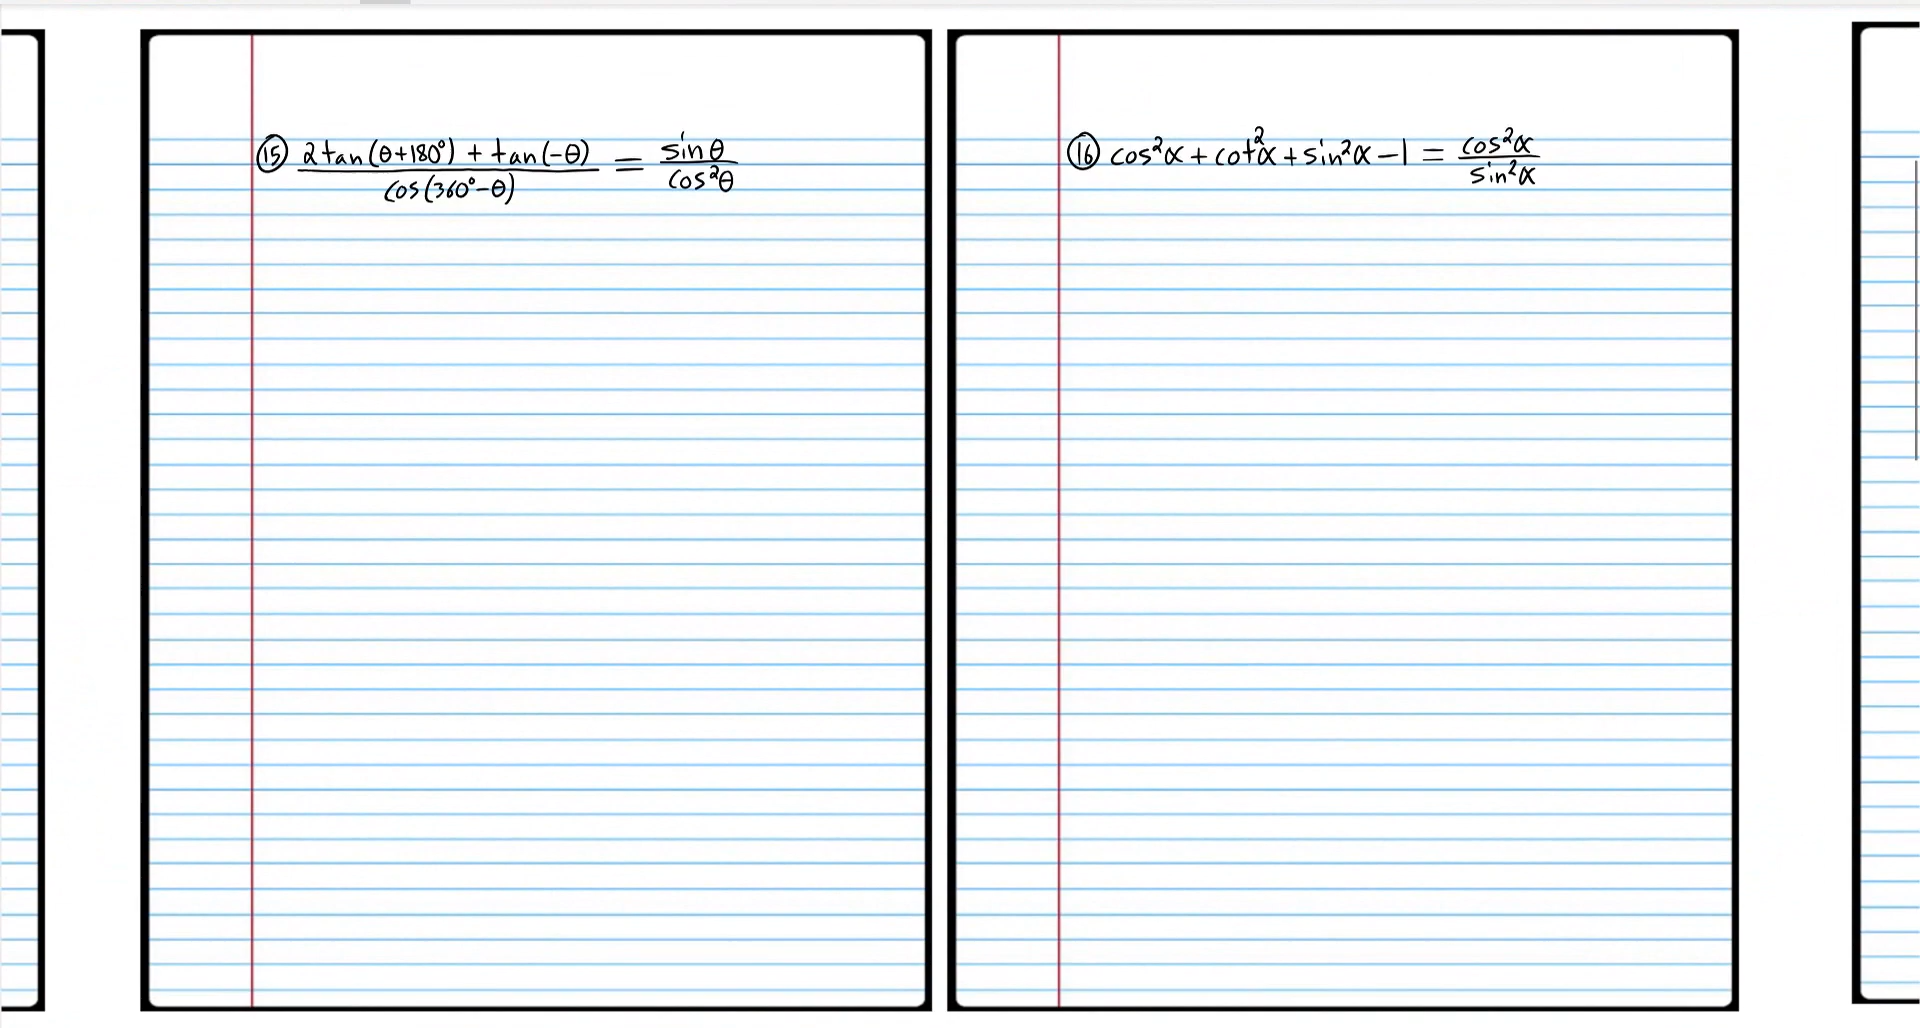 ⑮ (2tan(θ+180°) + tan(-θ))/(cos(360°-θ)) = sinθ/cos²θ
⑯ cos²α + cot²α + sin²α - 1 = cos²α/sin²α